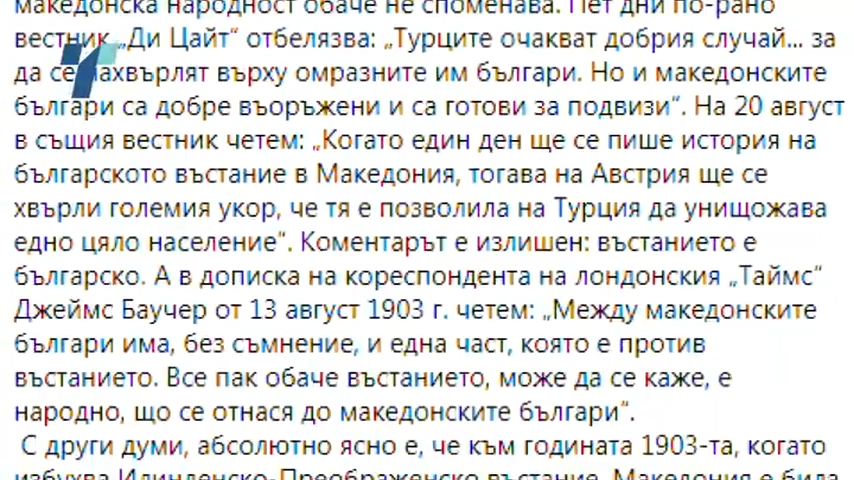 македонска народност обаче не споменава. Пет дни по-рано
вестник „Ди Цайт“ отбелязва: „Турците очакват добрия случай... за
да се нахвърлят върху омразните им българи. Но и македонските
българи са добре въоръжени и са готови за подвизи“. На 20 август
в същия вестник четем: „Когато един ден ще се пише история на
българското въстание в Македония, тогава на Австрия ще се
хвърли големия укор, че тя е позволила на Турция да унищожава
едно цяло население“. Коментарът е излишен: въстанието е
българско. А в дописка на кореспондента на лондонския „Таймс“
Джеймс Баучер от 13 август 1903 г. четем: „Между македонските
българи има, без съмнение, и една част, която е против
въстанието. Все пак обаче въстанието, може да се каже, е
народно, що се отнася до македонските българи“.
С други думи, абсолютно ясно е, че към годината 1903-та, когато
избухва Илинденско-Преображенско въстание, Македония е била